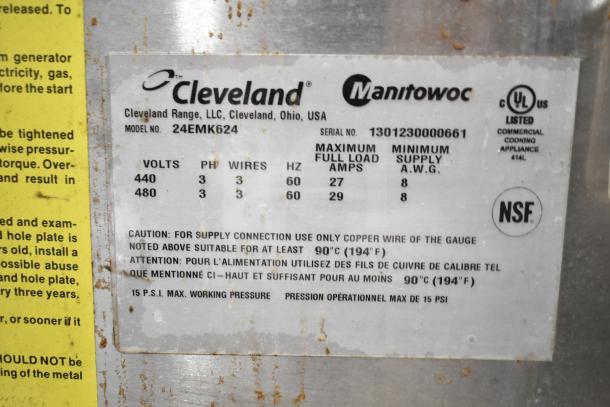 released. To
m generator
ctricity, gas,
fore the start
be tightened
wise pressur-
torque. Over-
and result in
ed and exam-
d hole plate is
rs old, install a
ossible abuse
and hole plate,
ry three years.
r, or sooner if it
HOULD NOT be
ing of the metal
Cleveland® Manitowoc
™
Cleveland Range, LLC, Cleveland, Ohio, USA
MODEL NO. 24EMK624 SERIAL NO. 1301230000661
C UL US
LISTED
COMMERCIAL
COOKING
APPLIANCE
414L
MAXIMUM MINIMUM
FULL LOAD SUPPLY
VOLTS PH WIRES HZ AMPS A.W.G.
440 3 3 60 27 8
480 3 3 60 29 8
NSF
CAUTION: FOR SUPPLY CONNECTION USE ONLY COPPER WIRE OF THE GAUGE
NOTED ABOVE SUITABLE FOR AT LEAST 90°C (194°F)
ATTENTION: POUR L'ALIMENTATION UTILISEZ DES FILS DE CUIVRE DE CALIBRE TEL
QUE MENTIONNÉ CI-HAUT ET SUFFISANT POUR AU MOINS 90°C (194°F)
15 P.S.I. MAX. WORKING PRESSURE PRESSION OPÉRATIONNEL MAX DE 15 PSI